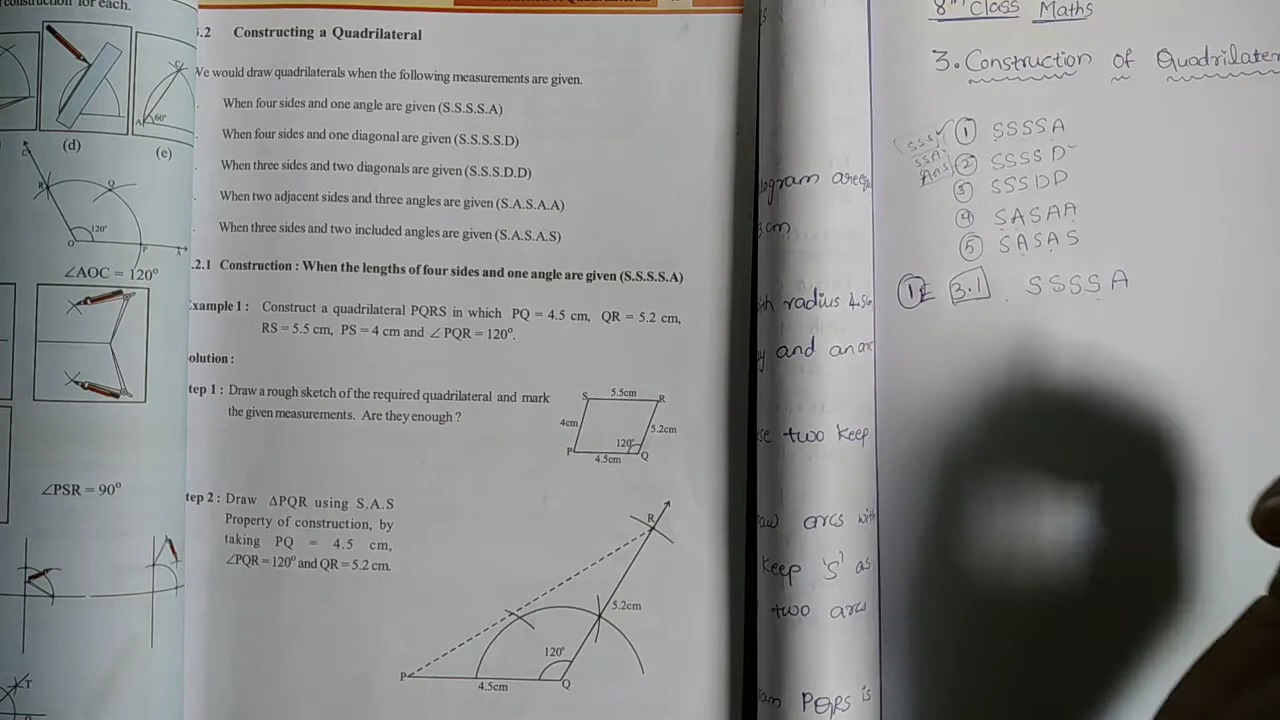 for each.
(d)
(e)
60°
120°
∠AOC = 120°
∠PSR = 90°
.2 Constructing a Quadrilateral
We would draw quadrilaterals when the following measurements are given.
When four sides and one angle are given (S.S.S.S.A)
When four sides and one diagonal are given (S.S.S.S.D)
When three sides and two diagonals are given (S.S.S.D.D)
When two adjacent sides and three angles are given (S.A.S.A.A)
When three sides and two included angles are given (S.A.S.A.S)
.2.1 Construction : When the lengths of four sides and one angle are given (S.S.S.S.A)
Example 1 : Construct a quadrilateral PQRS in which PQ = 4.5 cm, QR = 5.2 cm,
RS = 5.5 cm, PS = 4 cm and ∠ PQR = 120°.
olution :
tep 1 : Draw a rough sketch of the required quadrilateral and mark
the given measurements. Are they enough ?
S 5.5cm R
4cm 5.2cm
120°
P 4.5cm Q
tep 2 : Draw ΔPQR using S.A.S
Property of construction, by
taking PQ = 4.5 cm,
∠PQR = 120° and QR = 5.2 cm.
R
5.2cm
120°
P 4.5cm Q
logram are
cm
radius 4.5
and an arc
two keep
arcs with
keep 'S' as
two arcs
PQRS is
8th Class Maths
3. Construction of Quadrilater
① SSSSA
② SSSSD
③ SSSDD
④ SASAA
⑤ SASAS
3.1 SSSSA